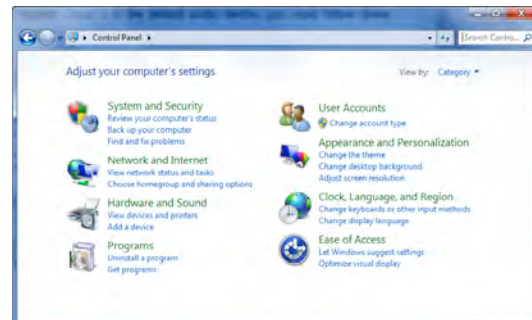 Control Panel
Search Contro...
Adjust your computer's settings
View by: Category
System and Security
Review your computer's status
Back up your computer
Find and fix problems
Network and Internet
View network status and tasks
Choose homegroup and sharing options
Hardware and Sound
View devices and printers
Add a device
Programs
Uninstall a program
Get programs
User Accounts
Change account type
Appearance and Personalization
Change the theme
Change desktop background
Adjust screen resolution
Clock, Language, and Region
Change keyboards or other input methods
Change display language
Ease of Access
Let Windows suggest settings
Optimize visual display